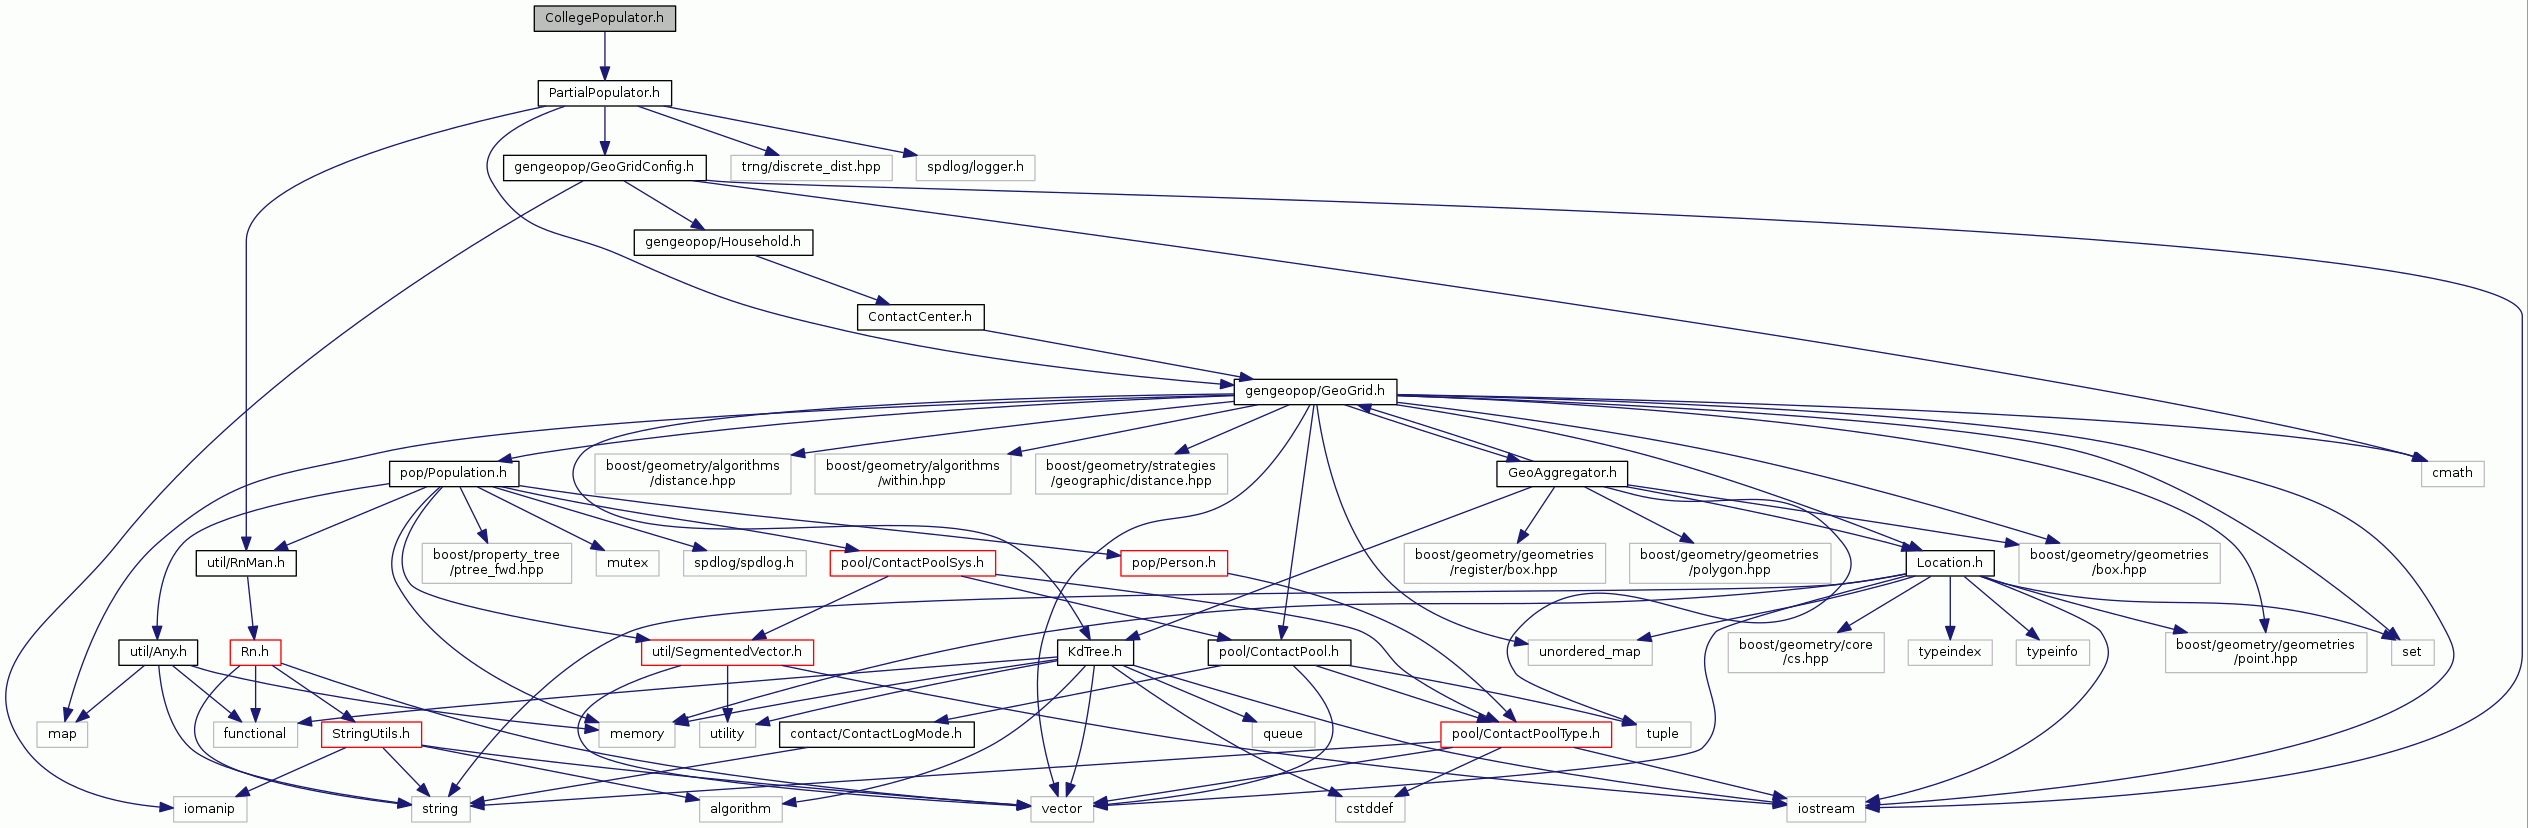 CollegePopulator.h
PartialPopulator.h
gengeopop/GeoGridConfig.h
trng/discrete_dist.hpp
spdlog/logger.h
gengeopop/Household.h
ContactCenter.h
gengeopop/GeoGrid.h
pop/Population.h
boost/geometry/algorithms
/distance.hpp
boost/geometry/algorithms
/within.hpp
boost/geometry/strategies
/geographic/distance.hpp
GeoAggregator.h
cmath
util/RnMan.h
boost/property_tree
/ptree_fwd.hpp
mutex
spdlog/spdlog.h
pool/ContactPoolSys.h
pop/Person.h
boost/geometry/geometries
/register/box.hpp
boost/geometry/geometries
/polygon.hpp
Location.h
boost/geometry/geometries
/box.hpp
util/Any.h
Rn.h
util/SegmentedVector.h
KdTree.h
pool/ContactPool.h
unordered_map
boost/geometry/core
/cs.hpp
typeindex
typeinfo
boost/geometry/geometries
/point.hpp
set
map
functional
StringUtils.h
memory
utility
contact/ContactLogMode.h
queue
pool/ContactPoolType.h
tuple
iomanip
string
algorithm
vector
cstddef
iostream